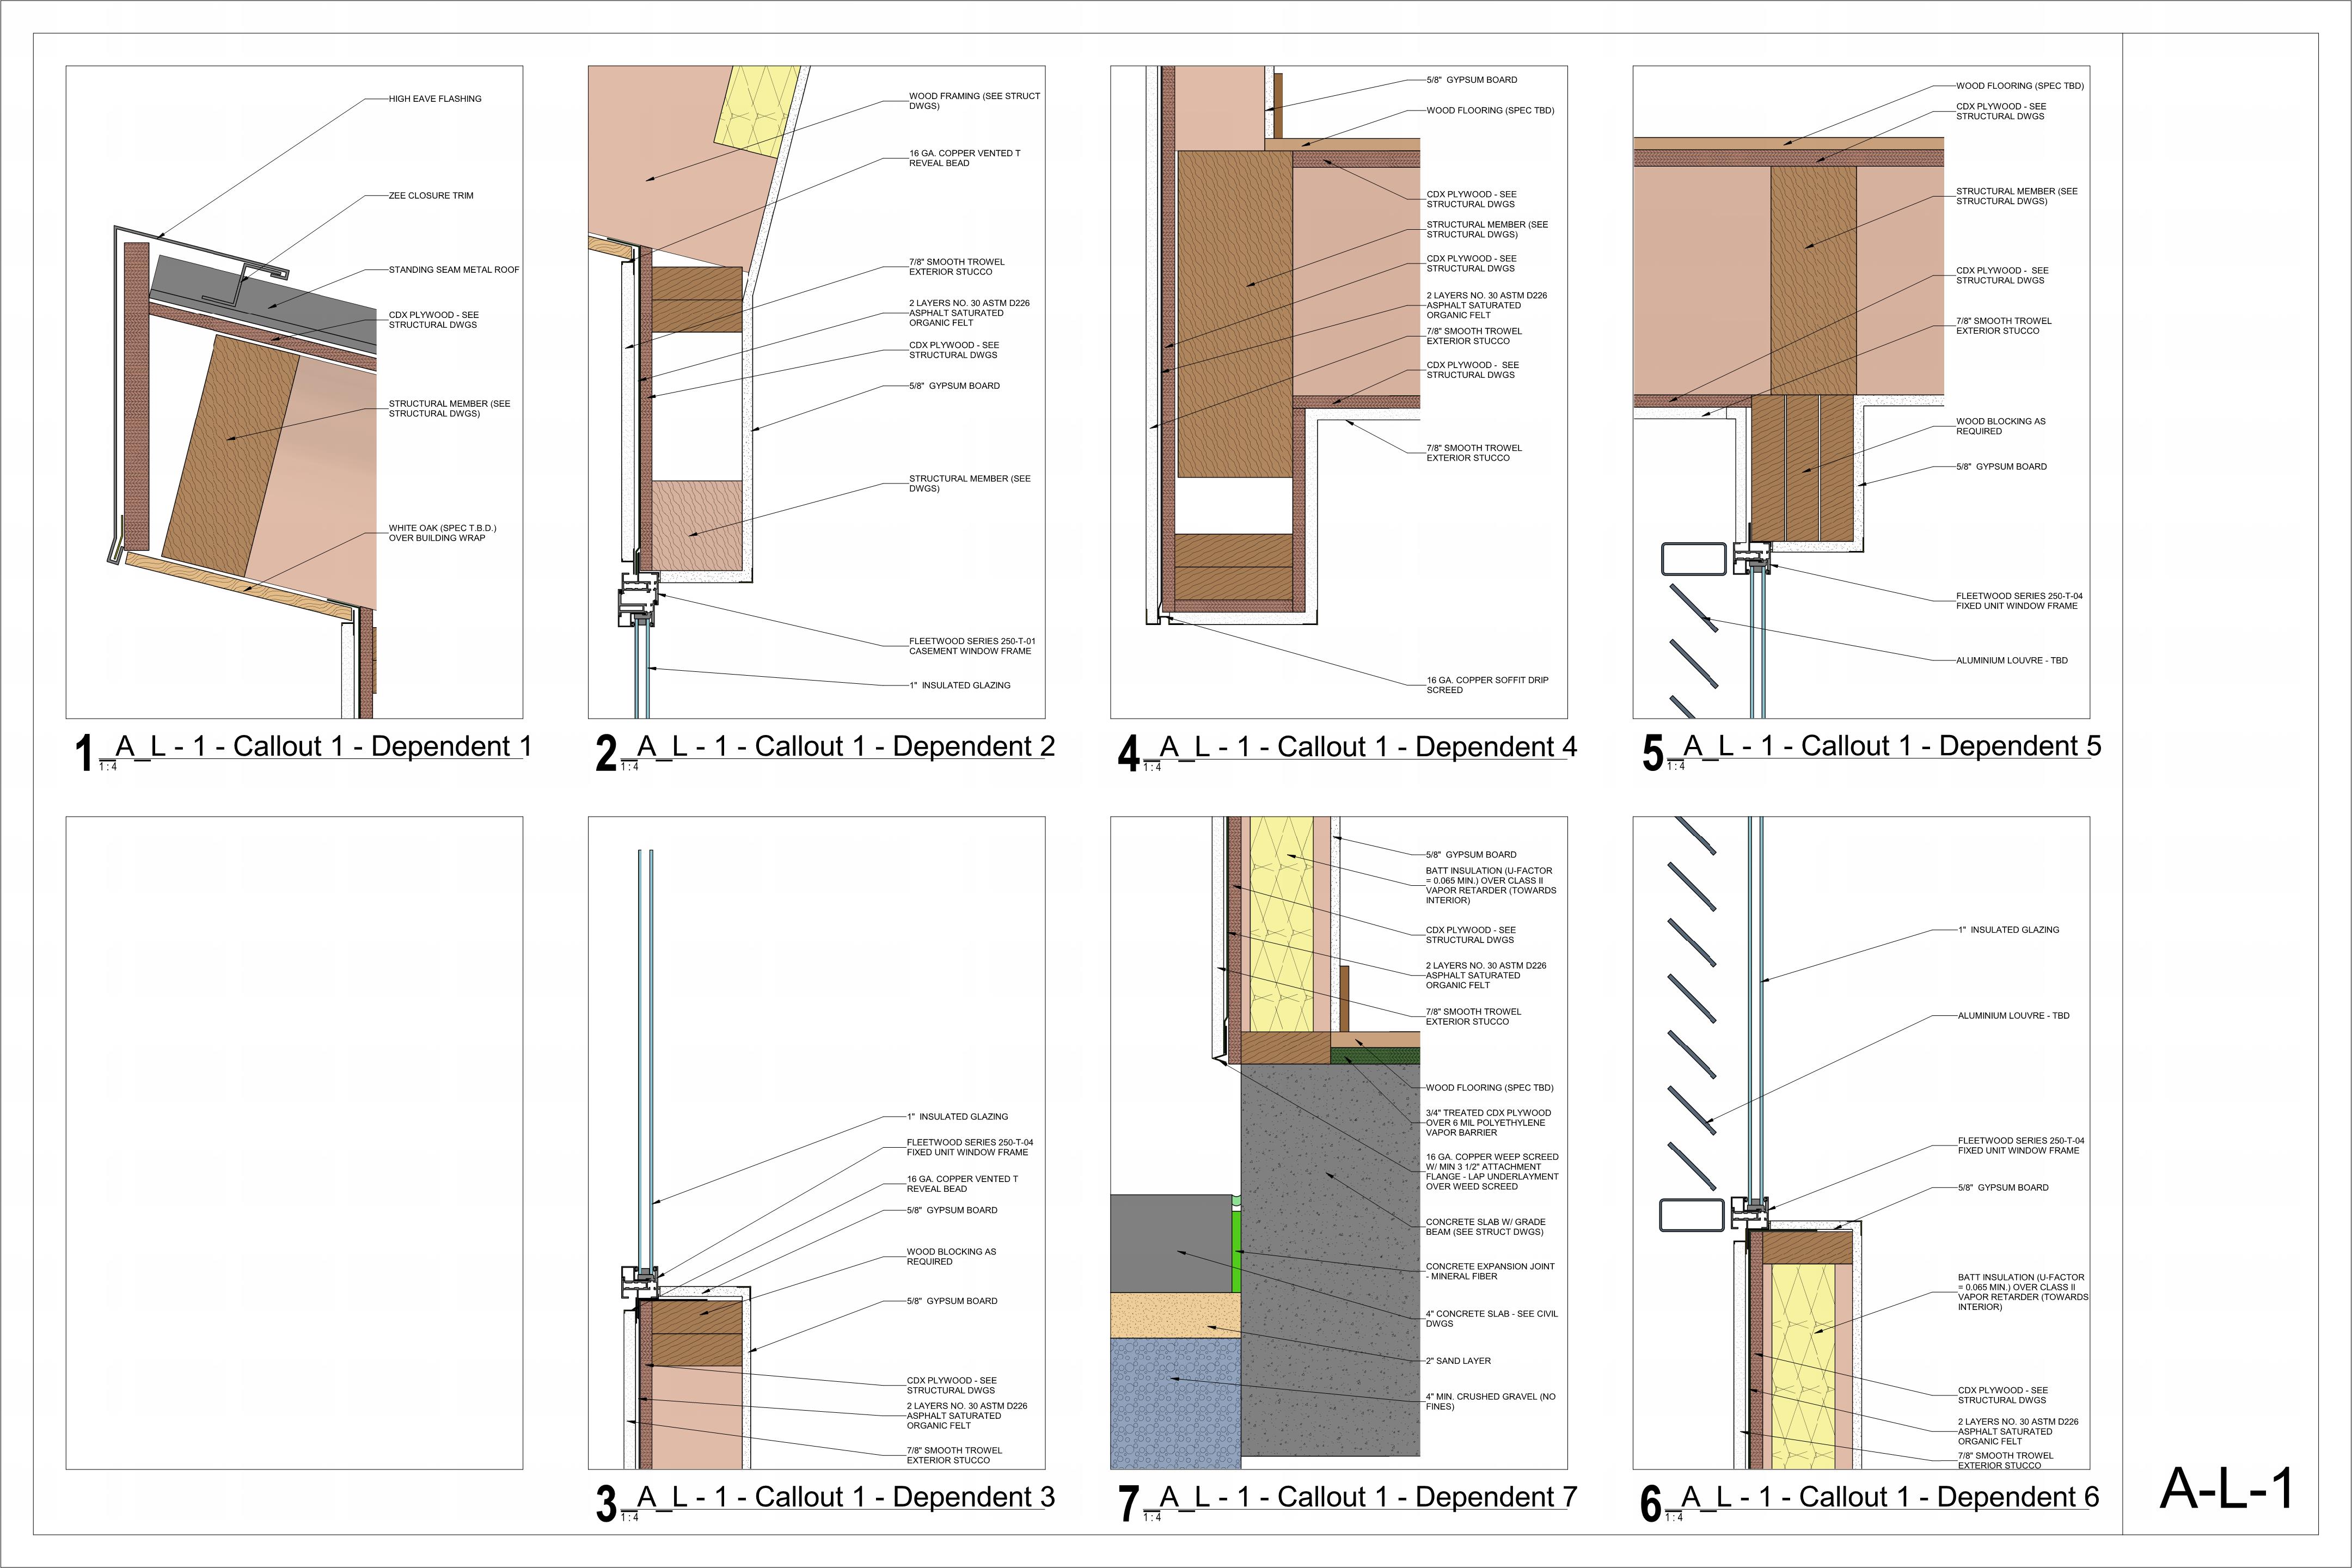 HIGH EAVE FLASHING
ZEE CLOSURE TRIM
STANDING SEAM METAL ROOF
CDX PLYWOOD - SEE
STRUCTURAL DWGS
STRUCTURAL MEMBER (SEE
STRUCTURAL DWGS)
WHITE OAK (SPEC T.B.D.)
OVER BUILDING WRAP
1 _A_L - 1 - Callout 1 - Dependent 1
1 : 4
WOOD FRAMING (SEE STRUCT
DWGS)
16 GA. COPPER VENTED T
REVEAL BEAD
7/8" SMOOTH TROWEL
EXTERIOR STUCCO
2 LAYERS NO. 30 ASTM D226
ASPHALT SATURATED
ORGANIC FELT
CDX PLYWOOD - SEE
STRUCTURAL DWGS
5/8" GYPSUM BOARD
STRUCTURAL MEMBER (SEE
DWGS)
FLEETWOOD SERIES 250-T-01
CASEMENT WINDOW FRAME
1" INSULATED GLAZING
2 _A_L - 1 - Callout 1 - Dependent 2
1 : 4
5/8" GYPSUM BOARD
WOOD FLOORING (SPEC TBD)
CDX PLYWOOD - SEE
STRUCTURAL DWGS
STRUCTURAL MEMBER (SEE
STRUCTURAL DWGS)
CDX PLYWOOD - SEE
STRUCTURAL DWGS
2 LAYERS NO. 30 ASTM D226
ASPHALT SATURATED
ORGANIC FELT
7/8" SMOOTH TROWEL
EXTERIOR STUCCO
CDX PLYWOOD - SEE
STRUCTURAL DWGS
7/8" SMOOTH TROWEL
EXTERIOR STUCCO
16 GA. COPPER SOFFIT DRIP
SCREED
4 _A_L - 1 - Callout 1 - Dependent 4
1 : 4
WOOD FLOORING (SPEC TBD)
CDX PLYWOOD - SEE
STRUCTURAL DWGS
STRUCTURAL MEMBER (SEE
STRUCTURAL DWGS)
CDX PLYWOOD - SEE
STRUCTURAL DWGS
7/8" SMOOTH TROWEL
EXTERIOR STUCCO
WOOD BLOCKING AS
REQUIRED
5/8" GYPSUM BOARD
FLEETWOOD SERIES 250-T-04
FIXED UNIT WINDOW FRAME
ALUMINIUM LOUVRE - TBD
5 _A_L - 1 - Callout 1 - Dependent 5
1 : 4
1" INSULATED GLAZING
FLEETWOOD SERIES 250-T-04
FIXED UNIT WINDOW FRAME
16 GA. COPPER VENTED T
REVEAL BEAD
5/8" GYPSUM BOARD
WOOD BLOCKING AS
REQUIRED
5/8" GYPSUM BOARD
CDX PLYWOOD - SEE
STRUCTURAL DWGS
2 LAYERS NO. 30 ASTM D226
ASPHALT SATURATED
ORGANIC FELT
7/8" SMOOTH TROWEL
EXTERIOR STUCCO
3 _A_L - 1 - Callout 1 - Dependent 3
1 : 4
5/8" GYPSUM BOARD
BATT INSULATION (U-FACTOR
= 0.065 MIN.) OVER CLASS II
VAPOR RETARDER (TOWARDS
INTERIOR)
CDX PLYWOOD - SEE
STRUCTURAL DWGS
2 LAYERS NO. 30 ASTM D226
ASPHALT SATURATED
ORGANIC FELT
7/8" SMOOTH TROWEL
EXTERIOR STUCCO
WOOD FLOORING (SPEC TBD)
3/4" TREATED CDX PLYWOOD
OVER 6 MIL POLYETHYLENE
VAPOR BARRIER
16 GA. COPPER WEEP SCREED
W/ MIN 3 1/2" ATTACHMENT
FLANGE - LAP UNDERLAYMENT
OVER WEED SCREED
CONCRETE SLAB W/ GRADE
BEAM (SEE STRUCT DWGS)
CONCRETE EXPANSION JOINT
- MINERAL FIBER
4" CONCRETE SLAB - SEE CIVIL
DWGS
2" SAND LAYER
4" MIN. CRUSHED GRAVEL (NO
FINES)
7 _A_L - 1 - Callout 1 - Dependent 7
1 : 4
1" INSULATED GLAZING
ALUMINIUM LOUVRE - TBD
FLEETWOOD SERIES 250-T-04
FIXED UNIT WINDOW FRAME
5/8" GYPSUM BOARD
BATT INSULATION (U-FACTOR
= 0.065 MIN.) OVER CLASS II
VAPOR RETARDER (TOWARDS
INTERIOR)
CDX PLYWOOD - SEE
STRUCTURAL DWGS
2 LAYERS NO. 30 ASTM D226
ASPHALT SATURATED
ORGANIC FELT
7/8" SMOOTH TROWEL
EXTERIOR STUCCO
6 _A_L - 1 - Callout 1 - Dependent 6
1 : 4
A-L-1